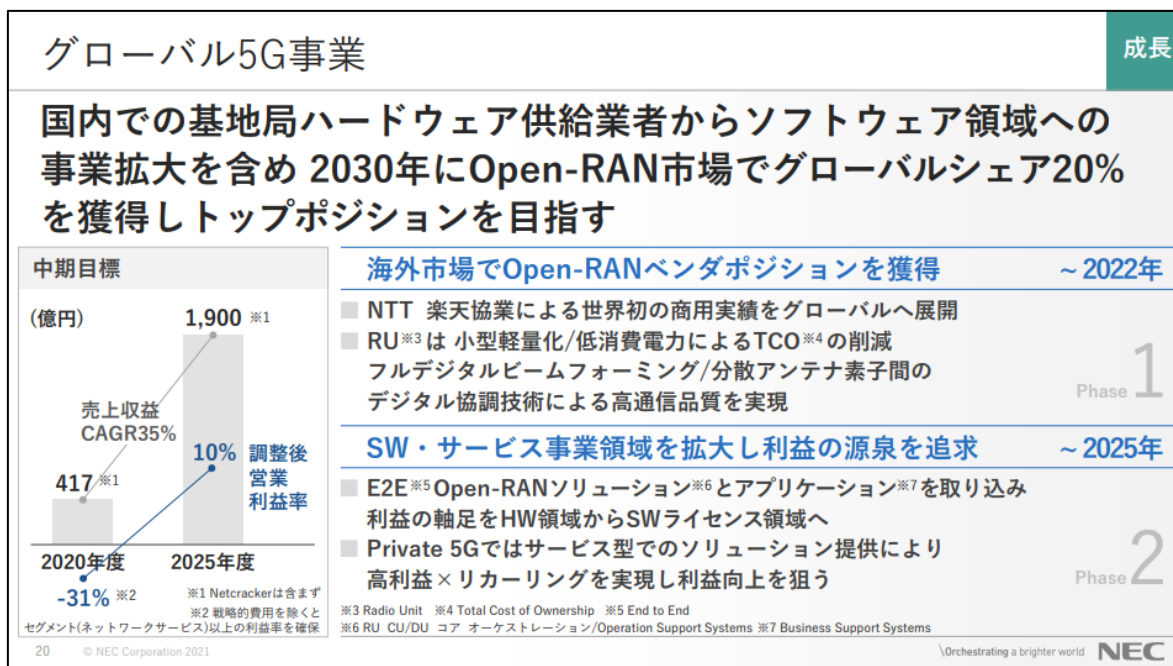 グローバル5G事業
成長
国内での基地局ハードウェア供給業者からソフトウェア領域への
事業拡大を含め 2030年にOpen-RAN市場でグローバルシェア20%
を獲得しトップポジションを目指す
中期目標
(億円)
1,900 ※1
売上収益
CAGR35%
10% 調整後
営業
利益率
417 ※1
2020年度 2025年度
-31% ※2
※1 Netcrackerは含まず
※2 戦略的費用を除くと
セグメント(ネットワークサービス)以上の利益率を確保
海外市場でOpen-RANベンダポジションを獲得 ~2022年
NTT 楽天協業による世界初の商用実績をグローバルへ展開
RU※3は 小型軽量化/低消費電力によるTCO※4の削減
フルデジタルビームフォーミング/分散アンテナ素子間の
デジタル協調技術による高通信品質を実現
Phase 1
SW・サービス事業領域を拡大し利益の源泉を追求 ~2025年
E2E※5 Open-RANソリューション※6とアプリケーション※7を取り込み
利益の軸足をHW領域からSWライセンス領域へ
Private 5Gではサービス型でのソリューション提供により
高利益×リカーリングを実現し利益向上を狙う
Phase 2
※3 Radio Unit ※4 Total Cost of Ownership ※5 End to End
※6 RU CU/DU コア オーケストレーション/Operation Support Systems ※7 Business Support Systems
20 © NEC Corporation 2021
\Orchestrating a brighter world NEC